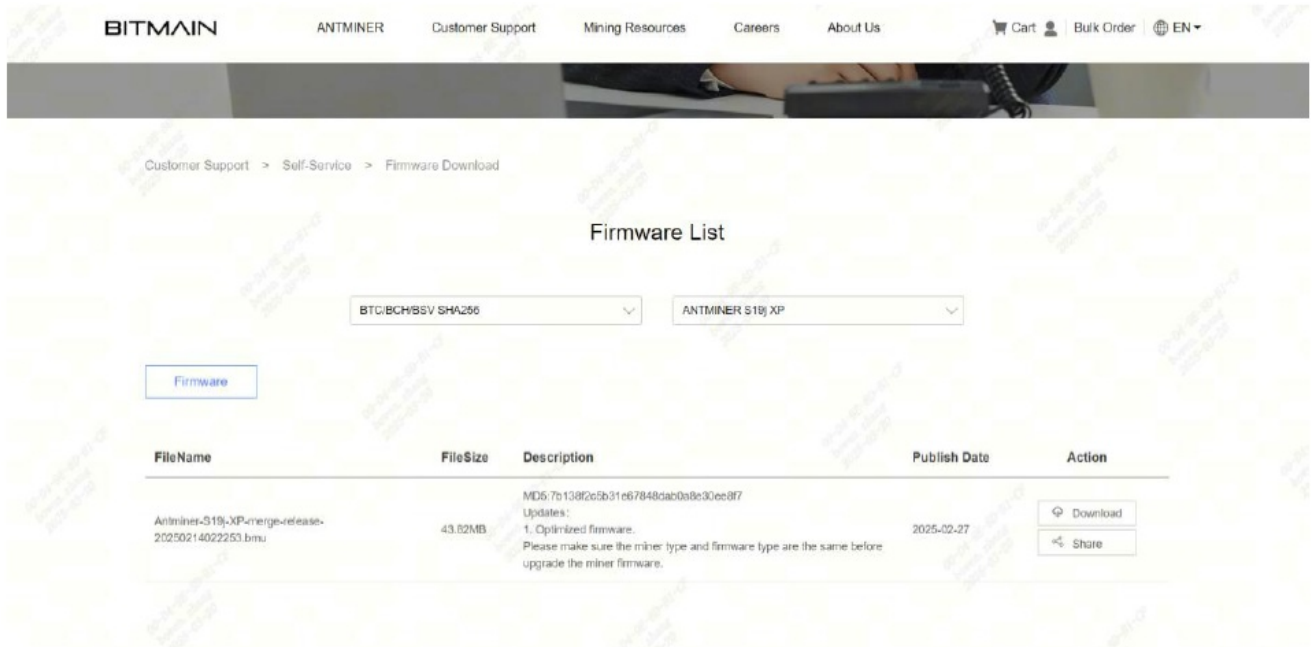 BITMAIN
ANTMINER
Customer Support
Mining Resources
Careers
About Us
Cart
Bulk Order
EN
Customer Support > Self-Service > Firmware Download
Firmware List
BTC/BCH/BSV SHA256
ANTMINER S19j XP
Firmware
FileName
FileSize
Description
Publish Date
Action
Antminer-S19j-XP-merge-release-
20250214022253.bmu
43.82MB
MD5:7b138f2c5b31e67848dab0a8e30ee8f7
Updates:
1. Optimized firmware.
Please make sure the miner type and firmware type are the same before
upgrade the miner firmware.
2025-02-27
Download
Share